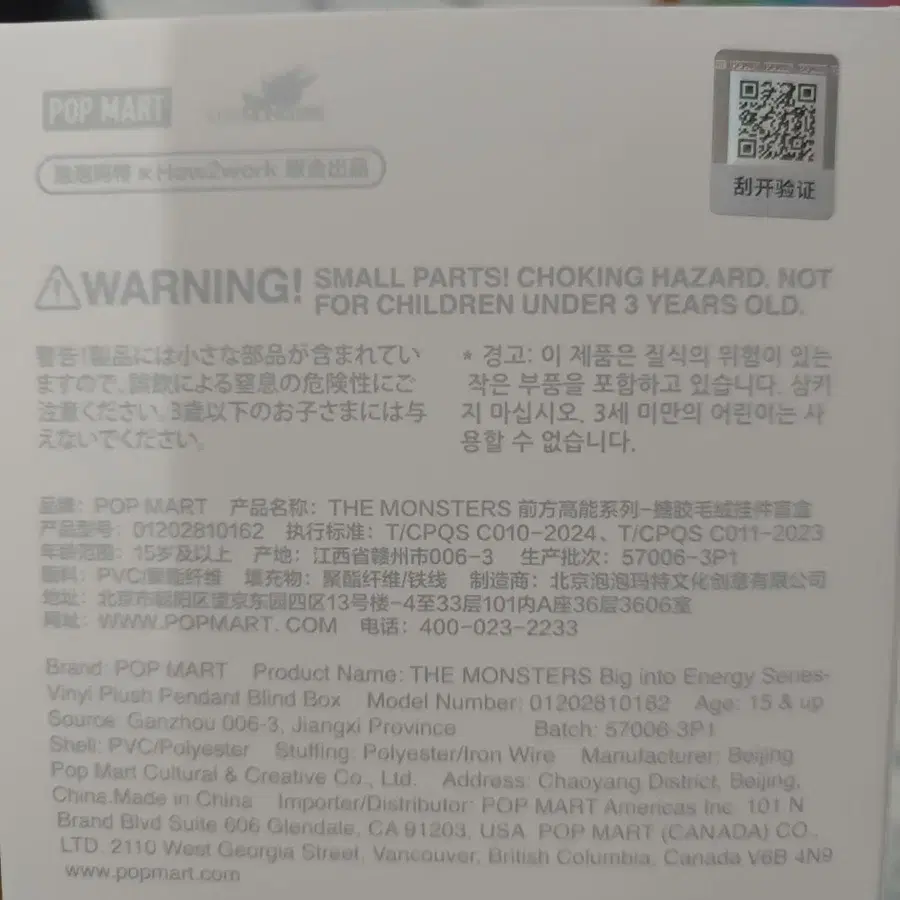 POP MART
泡泡玛特 × How2work 联合出品
刮开验证
WARNING! SMALL PARTS! CHOKING HAZARD. NOT
FOR CHILDREN UNDER 3 YEARS OLD.
警告!製品には小さな部品が含まれてい
ますので、誤飲による窒息の危険性にご
注意ください。3歳以下のお子さまには与
えないでください。
* 경고: 이 제품은 질식의 위험이 있는
작은 부품을 포함하고 있습니다. 삼키
지 마십시오. 3세 미만의 어린이는 사
용할 수 없습니다.
品牌: POP MART 产品名称: THE MONSTERS 前方高能系列-搪胶毛绒挂件盲盒
产品型号: 01202810162 执行标准: T/CPQS C010-2024、T/CPQS C011-2023
年龄范围: 15岁及以上 产地: 江西省赣州市006-3 生产批次: 57006-3P1
面料: PVC/聚酯纤维 填充物: 聚酯纤维/铁线 制造商: 北京泡泡玛特文化创意有限公司
地址: 北京市朝阳区望京东园四区13号楼-4至33层101内A座36层3606室
网址: WWW.POPMART. COM 电话: 400-023-2233
Brand: POP MART Product Name: THE MONSTERS Big into Energy Series-
Vinyl Plush Pendant Blind Box Model Number: 01202810162 Age: 15 & up
Source: Ganzhou 006-3, Jiangxi Province Batch: 57006-3P1
Shell: PVC/Polyester Stuffing: Polyester/Iron Wire Manufacturer: Beijing
Pop Mart Cultural & Creative Co., Ltd. Address: Chaoyang District, Beijing,
China.Made in China Importer/Distributor: POP MART Americas Inc. 101 N
Brand Blvd Suite 606 Glendale, CA 91203, USA POP MART (CANADA) CO.,
LTD. 2110 West Georgia Street, Vancouver, British Columbia, Canada V6B 4N9
www.popmart.com